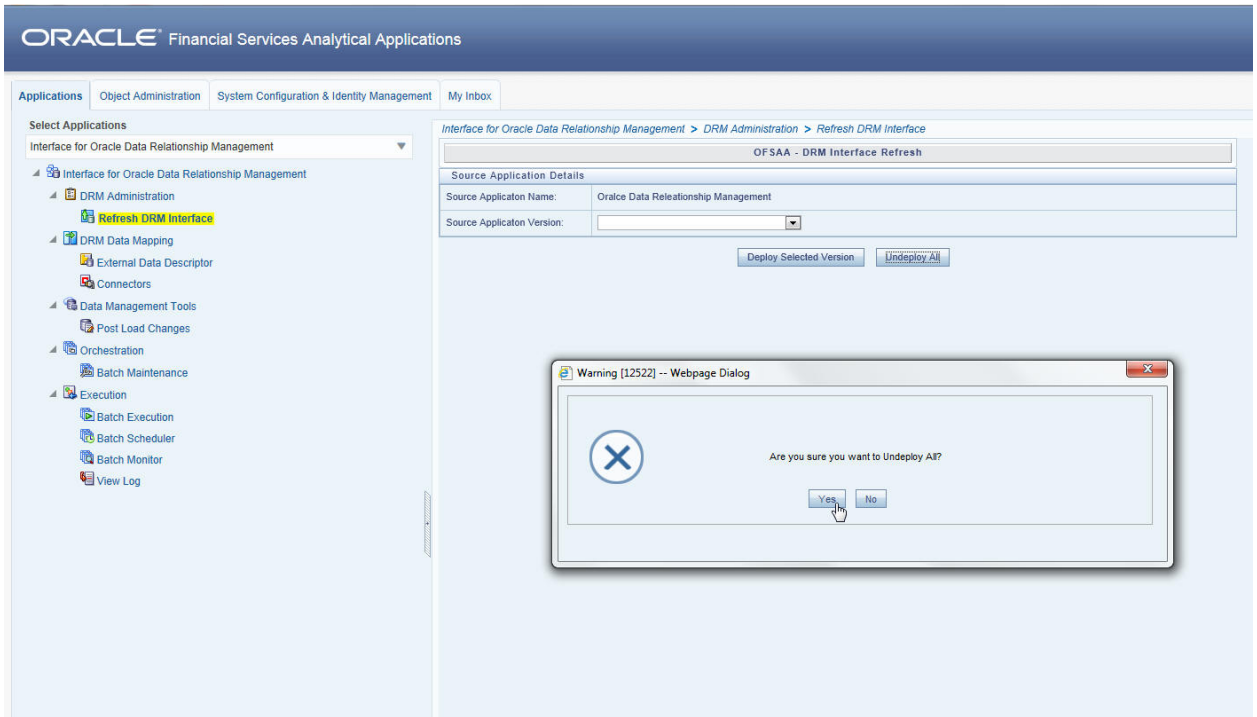 ORACLE® Financial Services Analytical Applications
Applications Object Administration System Configuration & Identity Management My Inbox
Select Applications
Interface for Oracle Data Relationship Management
Interface for Oracle Data Relationship Management
DRM Administration
Refresh DRM Interface
DRM Data Mapping
External Data Descriptor
Connectors
Data Management Tools
Post Load Changes
Orchestration
Batch Maintenance
Execution
Batch Execution
Batch Scheduler
Batch Monitor
View Log
Interface for Oracle Data Relationship Management > DRM Administration > Refresh DRM Interface
OFSAA - DRM Interface Refresh
Source Application Details
Source Applicaton Name: Oralce Data Releationship Management
Source Applicaton Version:
Deploy Selected Version Undeploy All
Warning [12522] -- Webpage Dialog
Are you sure you want to Undeploy All?
Yes No